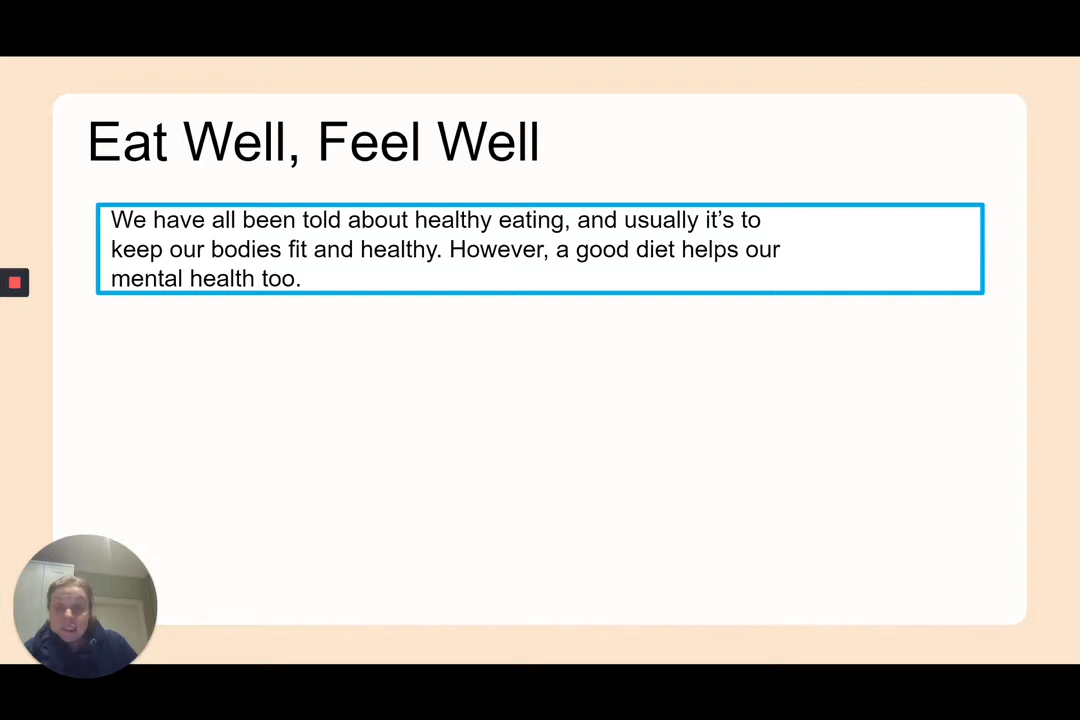 Eat Well, Feel Well
We have all been told about healthy eating, and usually it’s to
keep our bodies fit and healthy. However, a good diet helps our
mental health too.